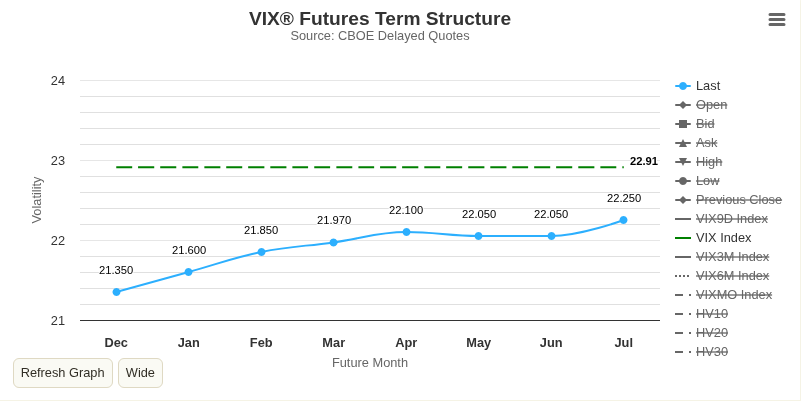 VIX® Futures Term Structure
Source: CBOE Delayed Quotes
24
23
22
21
Volatility
22.91
21.350
21.600
21.850
21.970
22.100
22.050
22.050
22.250
Dec
Jan
Feb
Mar
Apr
May
Jun
Jul
Future Month
Last
Open
Bid
Ask
High
Low
Previous Close
VIX9D Index
VIX Index
VIX3M Index
VIX6M Index
VIXMO Index
HV10
HV20
HV30
Refresh Graph
Wide